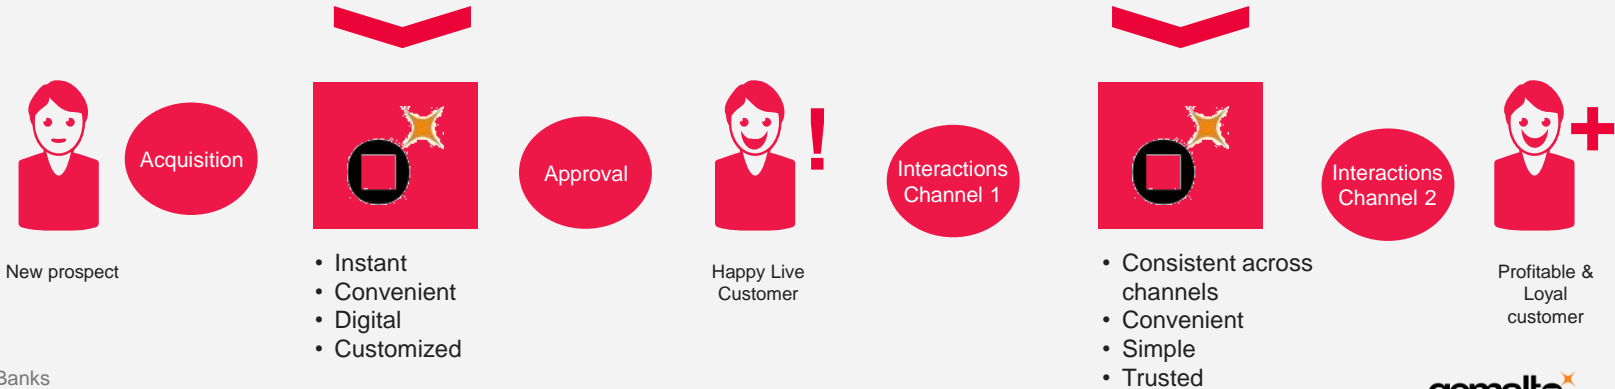 Acquisition
Approval
!
Interactions
Channel 1
Interactions
Channel 2
+
New prospect
• Instant
• Convenient
• Digital
• Customized
Happy Live
Customer
• Consistent across
channels
• Convenient
• Simple
• Trusted
Profitable &
Loyal
customer
Banks
gemalto